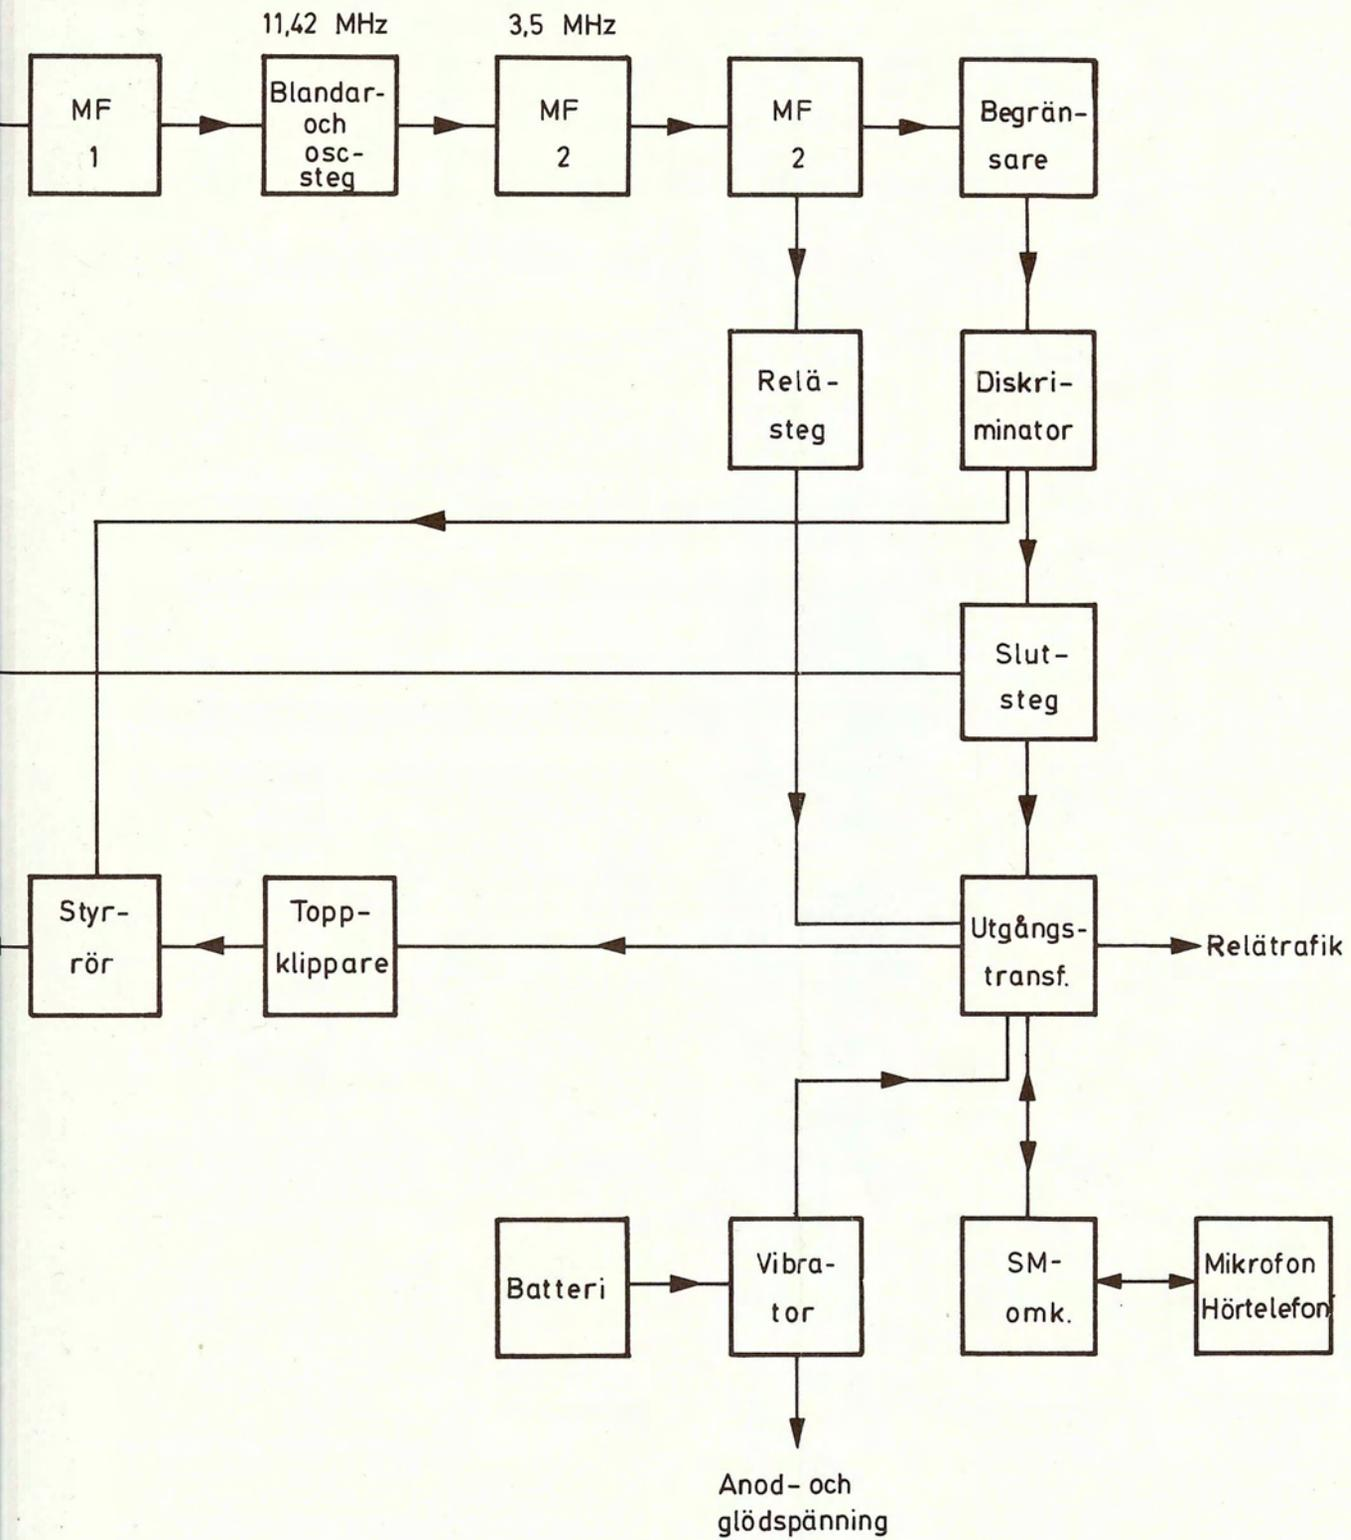 11,42 MHz
3,5 MHz
MF
1
Blandar-
och
osc-
steg
MF
2
MF
2
Begrän-
sare
Relä-
steg
Diskri-
minator
Slut-
steg
Styr-
rör
Topp-
klippare
Utgångs-
transf.
Relätrafik
Batteri
Vibra-
tor
SM-
omk.
Mikrofon
Hörtelefon
Anod- och
glödspänning